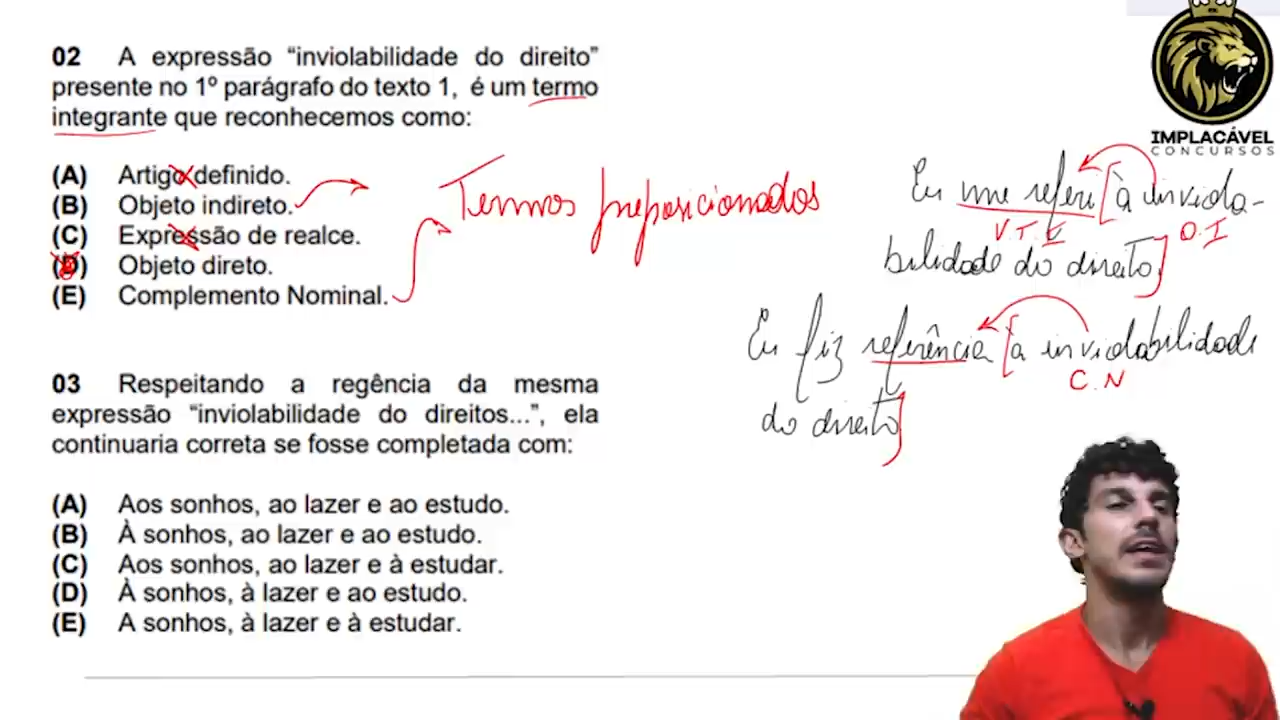 02 A expressão “inviolabilidade do direito”
presente no 1º parágrafo do texto 1, é um termo
integrante que reconhecemos como:
(A) Artigo definido.
(B) Objeto indireto.
(C) Expressão de realce.
(D) Objeto direto.
(E) Complemento Nominal.
Termos preposicionados
03 Respeitando a regência da mesma
expressão “inviolabilidade do direitos...”, ela
continuaria correta se fosse completada com:
(A) Aos sonhos, ao lazer e ao estudo.
(B) À sonhos, ao lazer e ao estudo.
(C) Aos sonhos, ao lazer e à estudar.
(D) À sonhos, à lazer e ao estudo.
(E) A sonhos, à lazer e à estudar.
IMPLACÁVEL
CONCURSOS
Eu me referi [à inviola-
V.T.I O.I
bilidade do direito]
Eu fiz referência [à inviolabilidade
C.N
do direito]